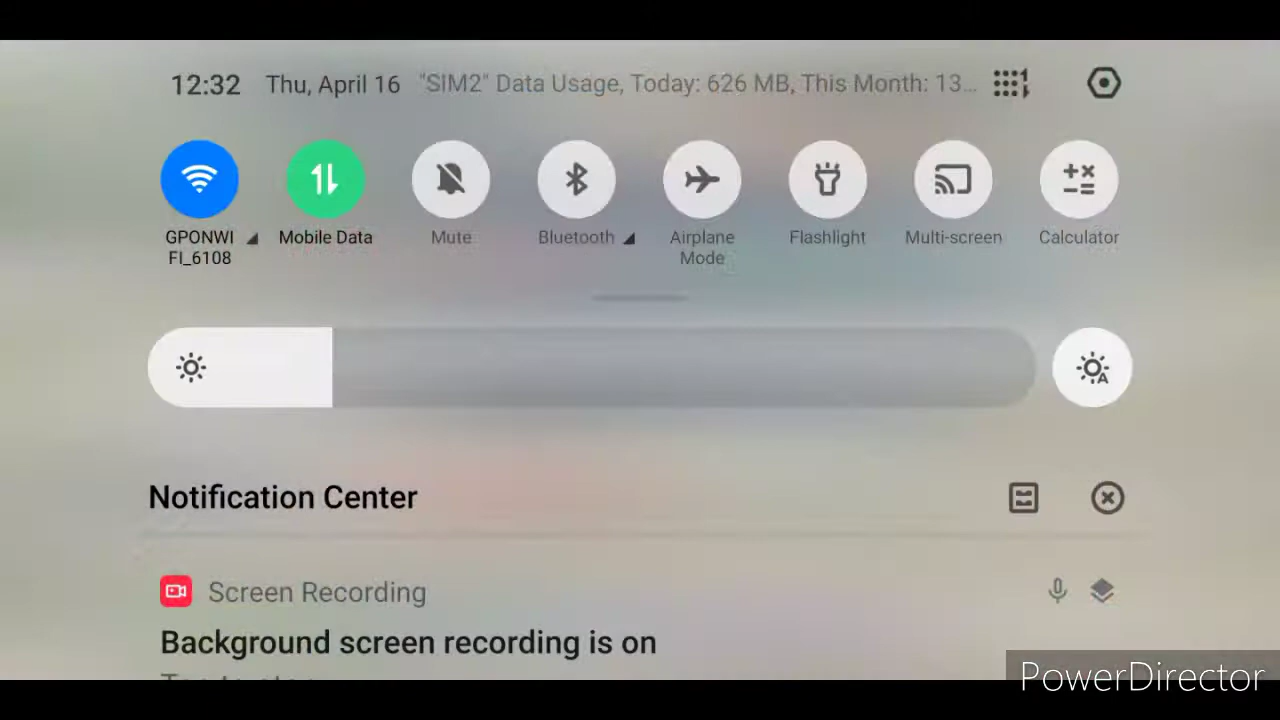 12:32 Thu, April 16 "SIM2" Data Usage, Today: 626 MB, This Month: 13...
GPONWI
FI_6108
Mobile Data
Mute
Bluetooth
Airplane
Mode
Flashlight
Multi-screen
Calculator
Notification Center
Screen Recording
Background screen recording is on
PowerDirector